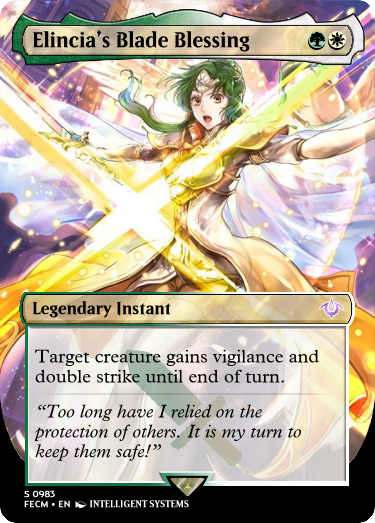 Elincia's Blade Blessing
Legendary Instant
Target creature gains vigilance and
double strike until end of turn.
“Too long have I relied on the
protection of others. It is my turn to
keep them safe!”
S 0983
FECM • EN INTELLIGENT SYSTEMS